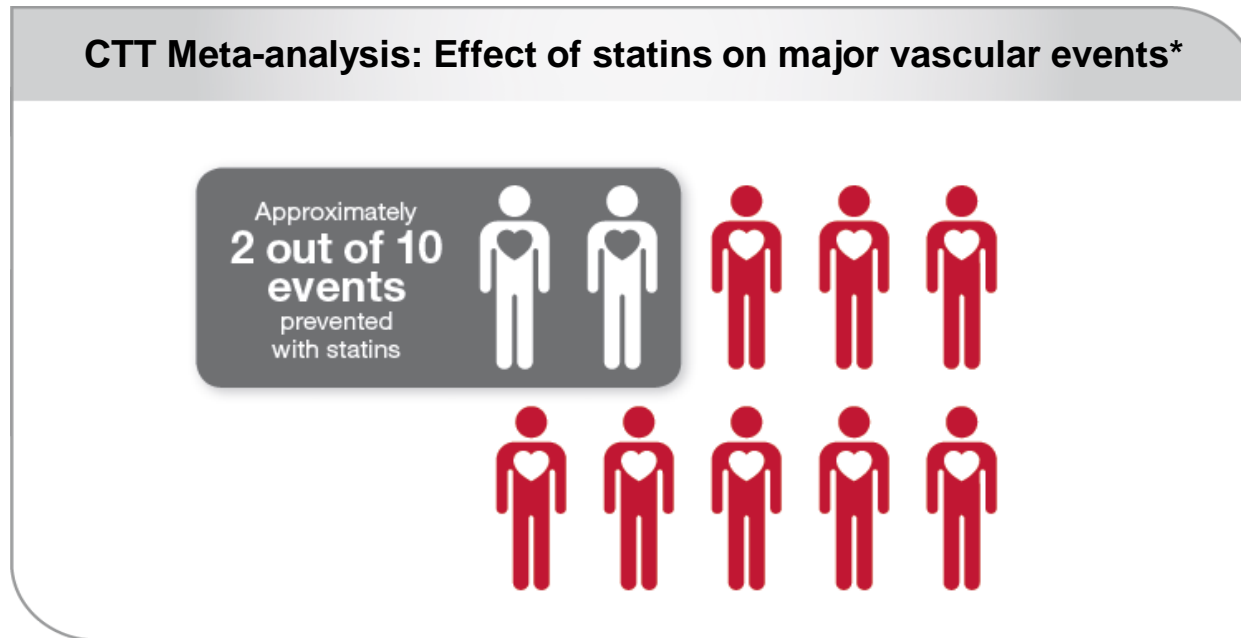 CTT Meta-analysis: Effect of statins on major vascular events*
Approximately
2 out of 10
events
prevented
with statins